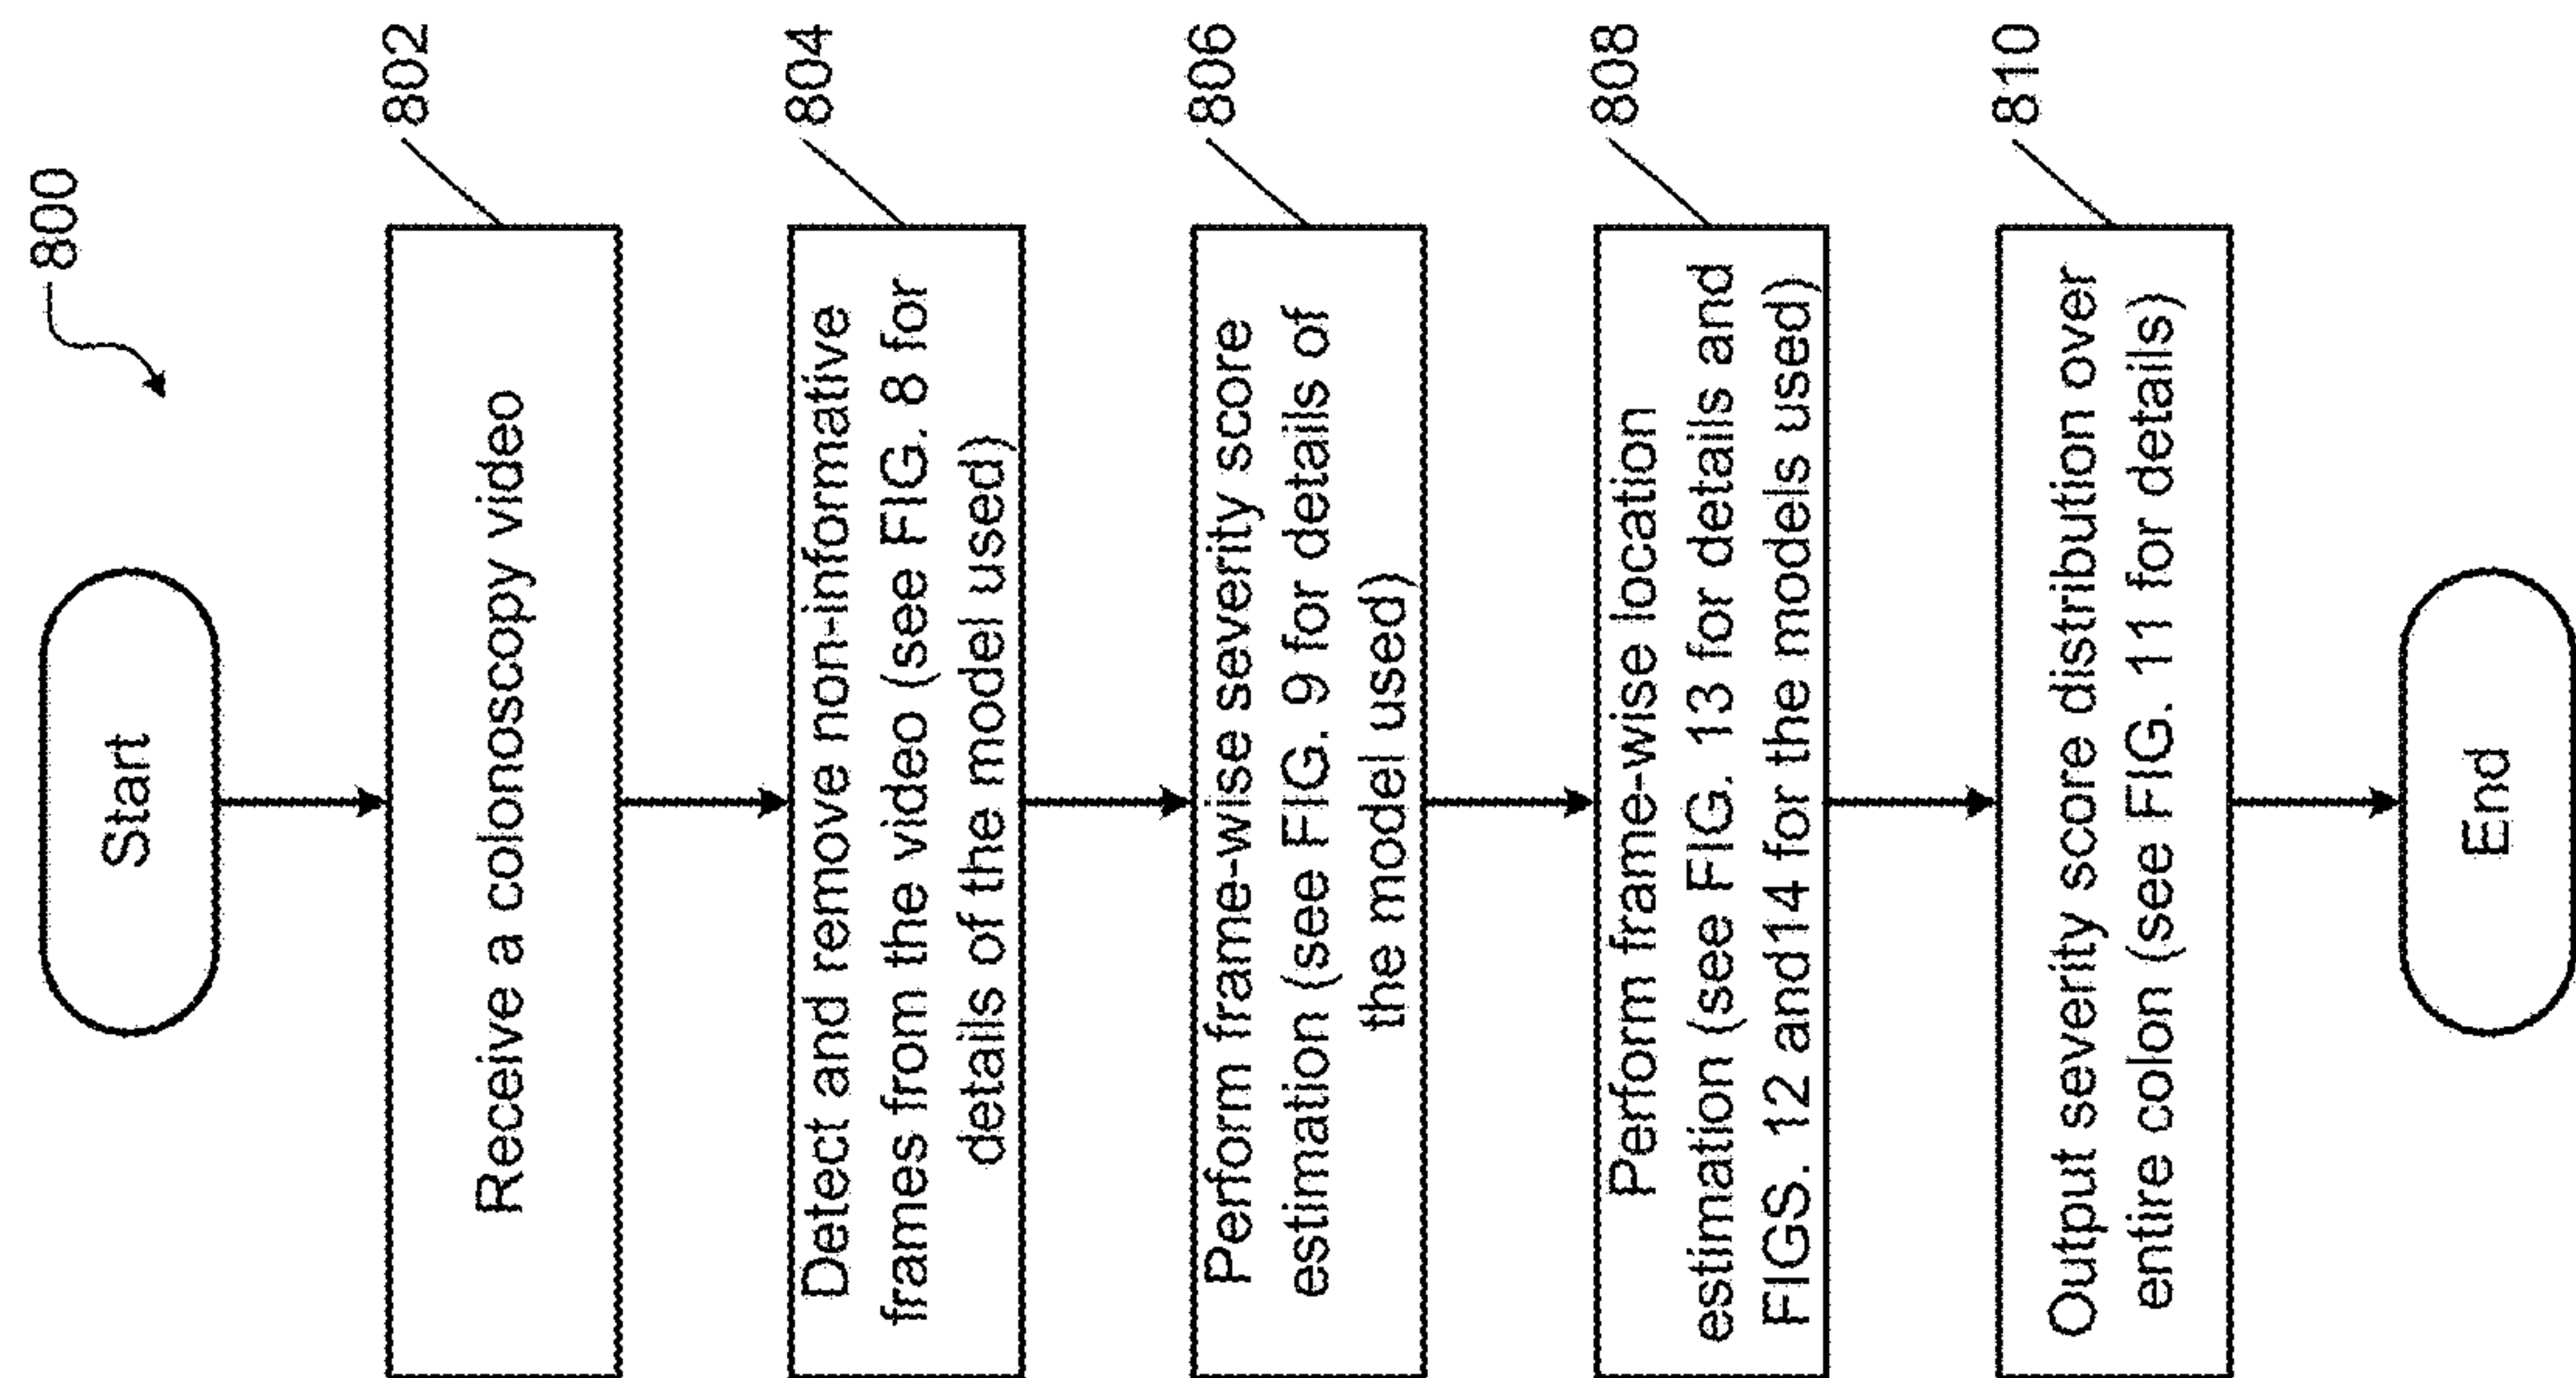 800
Start
802
Receive a colonoscopy video
804
Detect and remove non-informative
frames from the video (see FIG. 8 for
details of the model used)
806
Perform frame-wise severity score
estimation (see FIG. 9 for details of
the model used)
808
Perform frame-wise location
estimation (see FIG. 13 for details and
FIGS. 12 and14 for the models used)
810
Output severity score distribution over
entire colon (see FIG. 11 for details)
End